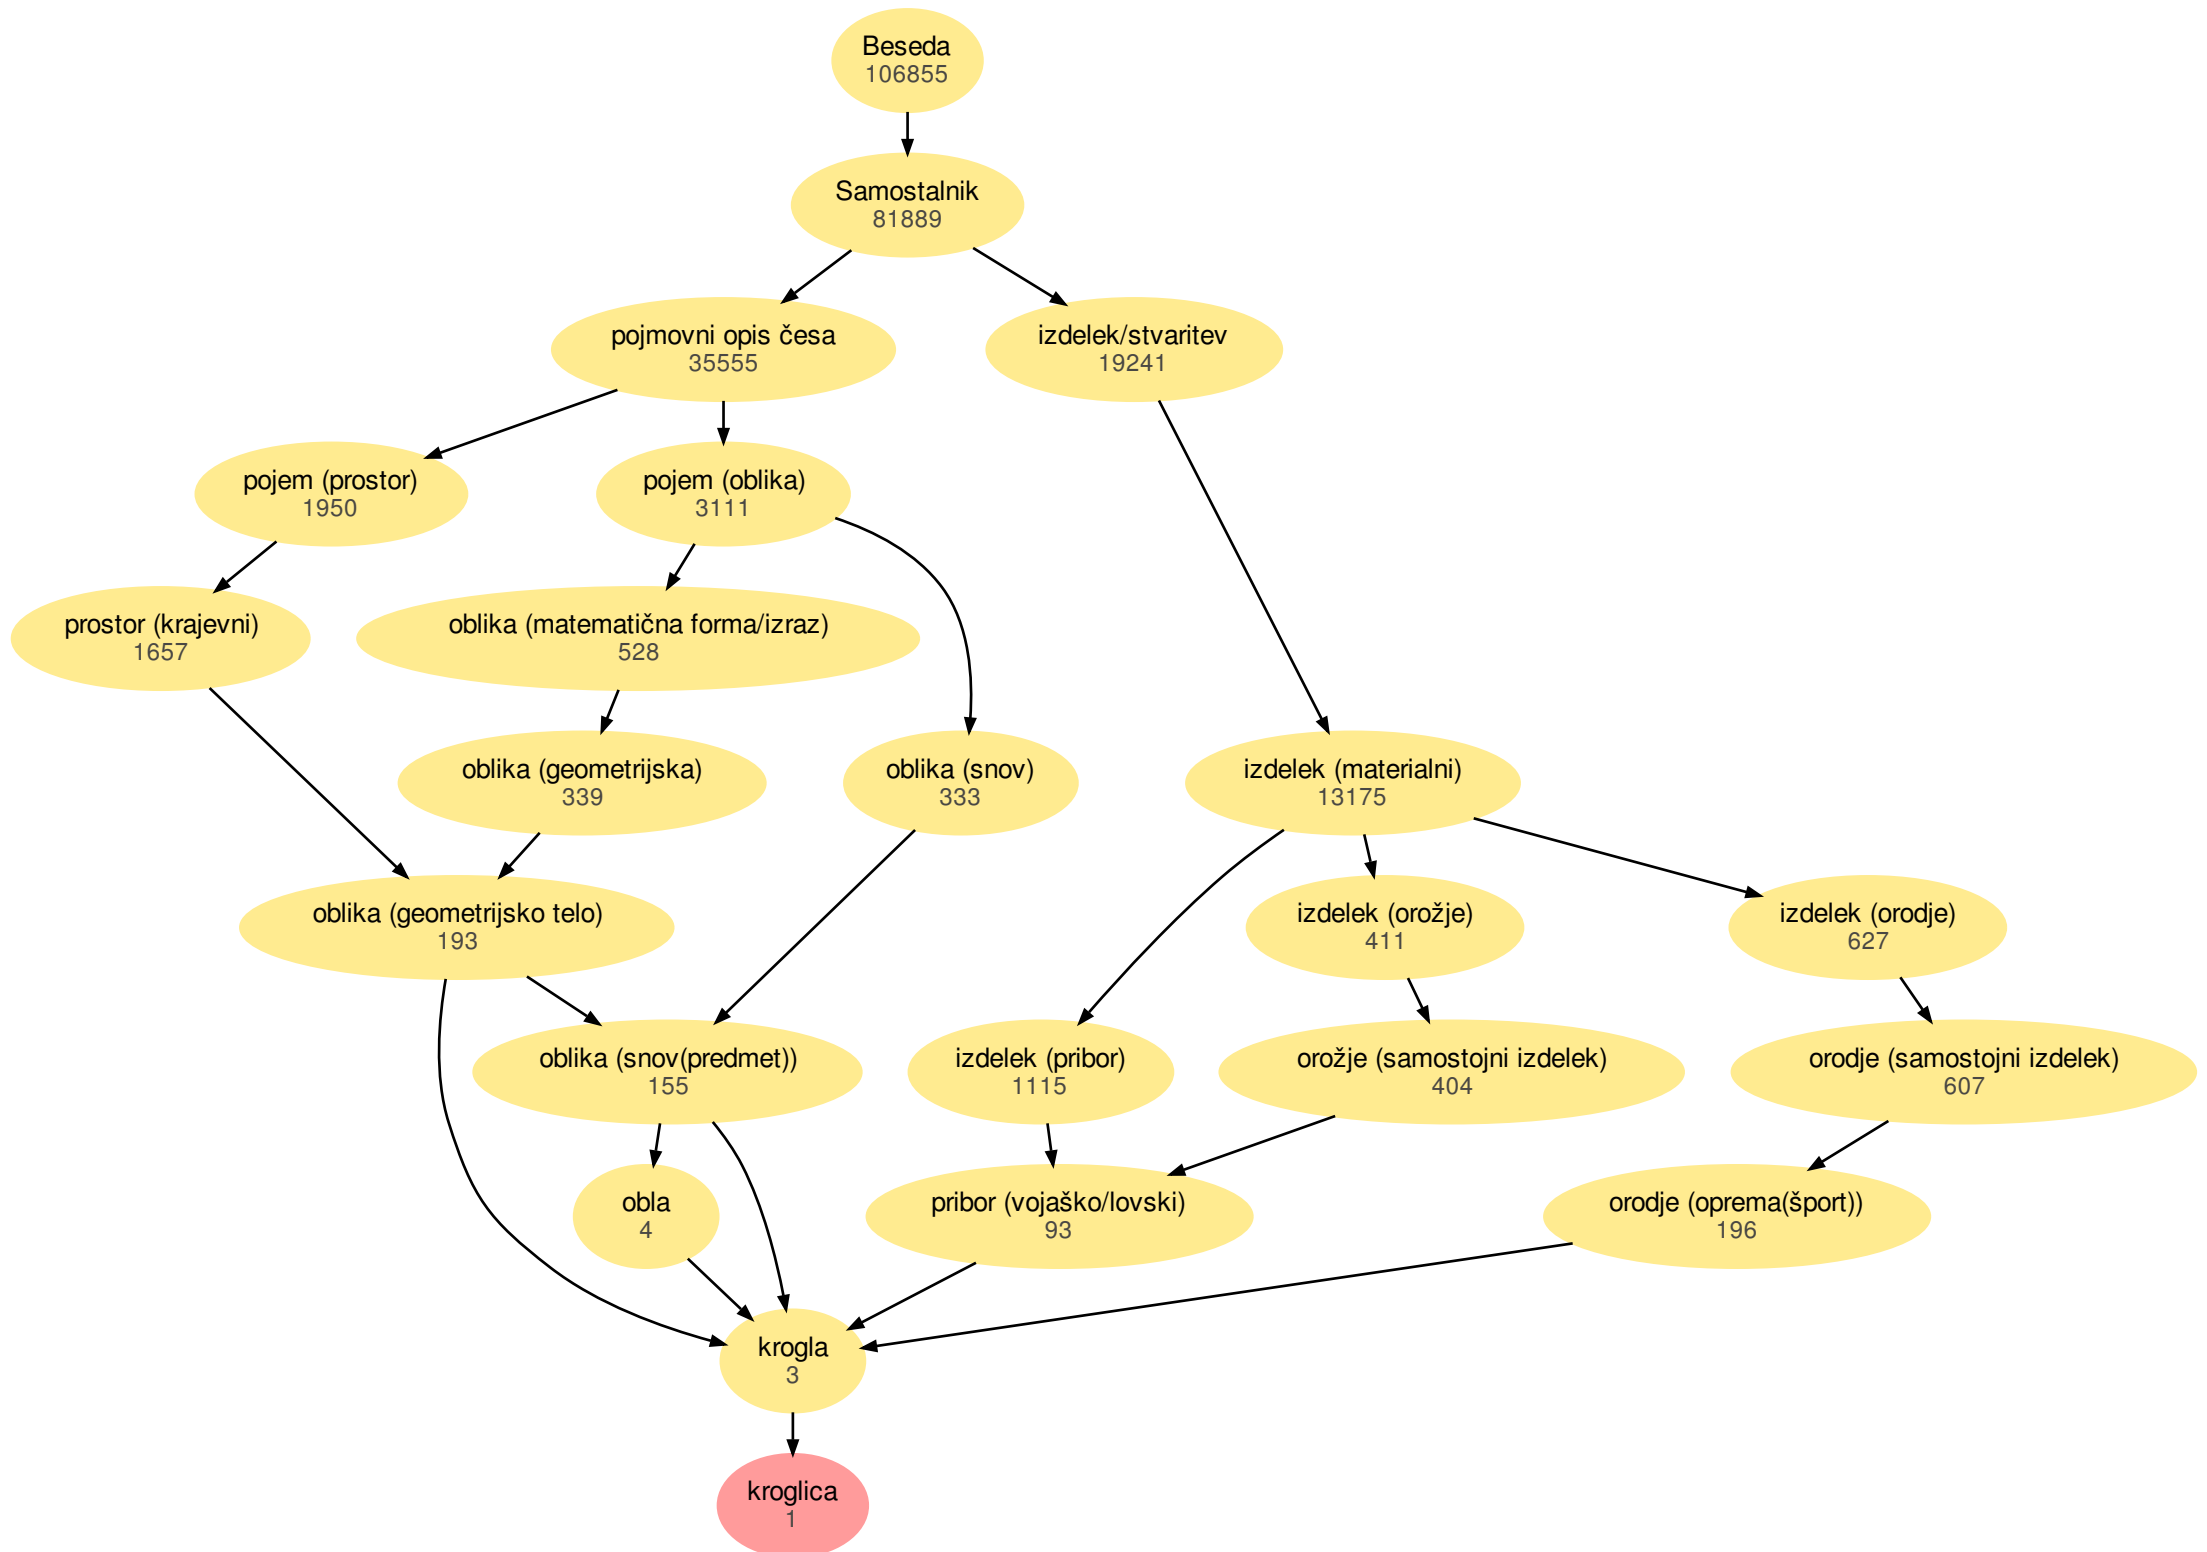 Beseda
106855
Samostalnik
81889
pojmovni opis česa
35555
izdelek/stvaritev
19241
pojem (prostor)
1950
pojem (oblika)
3111
prostor (krajevni)
1657
oblika (matematična forma/izraz)
528
oblika (geometrijska)
339
oblika (snov)
333
izdelek (materialni)
13175
oblika (geometrijsko telo)
193
izdelek (orožje)
411
izdelek (orodje)
627
oblika (snov(predmet))
155
izdelek (pribor)
1115
orožje (samostojni izdelek)
404
orodje (samostojni izdelek)
607
obla
4
pribor (vojaško/lovski)
93
orodje (oprema(šport))
196
krogla
3
kroglica
1